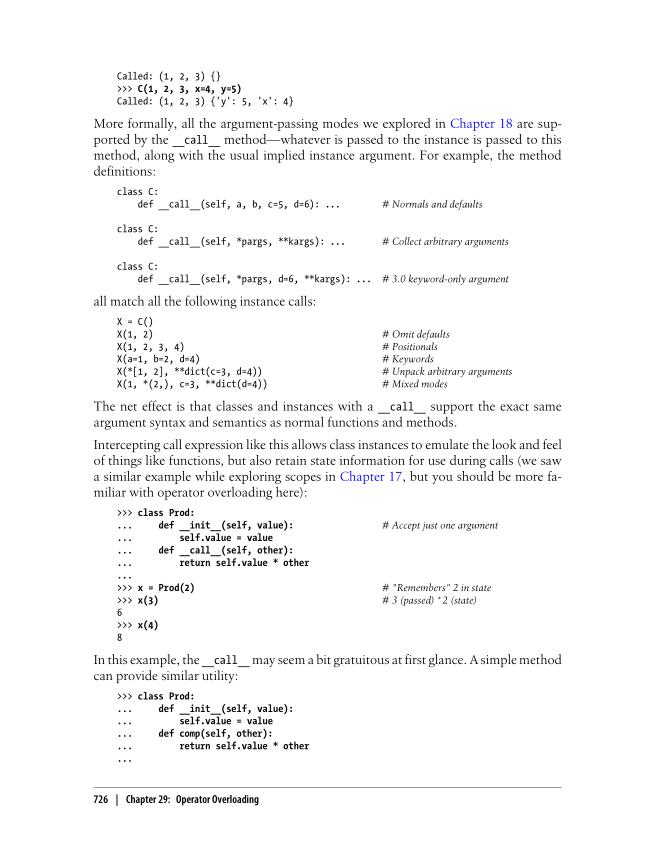 Called: (1, 2, 3) {}
>>> C(1, 2, 3, x=4, y=5)
Called: (1, 2, 3) {'y': 5, 'x': 4}
More formally, all the argument-passing modes we explored in Chapter 18 are sup-
ported by the __call__ method—whatever is passed to the instance is passed to this
method, along with the usual implied instance argument. For example, the method
definitions:
class C:
    def __call__(self, a, b, c=5, d=6): ...        # Normals and defaults
class C:
    def __call__(self, *pargs, **kargs): ...       # Collect arbitrary arguments
class C:
    def __call__(self, *pargs, d=6, **kargs): ...  # 3.0 keyword-only argument
all match all the following instance calls:
X = C()
X(1, 2)                                            # Omit defaults
X(1, 2, 3, 4)                                      # Positionals
X(a=1, b=2, d=4)                                   # Keywords
X(*[1, 2], **dict(c=3, d=4))                       # Unpack arbitrary arguments
X(1, *(2,), c=3, **dict(d=4))                      # Mixed modes
The net effect is that classes and instances with a __call__ support the exact same
argument syntax and semantics as normal functions and methods.
Intercepting call expression like this allows class instances to emulate the look and feel
of things like functions, but also retain state information for use during calls (we saw
a similar example while exploring scopes in Chapter 17, but you should be more fa-
miliar with operator overloading here):
>>> class Prod:
...     def __init__(self, value):                 # Accept just one argument
...         self.value = value
...     def __call__(self, other):
...         return self.value * other
...
>>> x = Prod(2)                                    # "Remembers" 2 in state
>>> x(3)                                           # 3 (passed) * 2 (state)
6
>>> x(4)
8
In this example, the __call__ may seem a bit gratuitous at first glance. A simple method
can provide similar utility:
>>> class Prod:
...     def __init__(self, value):
...         self.value = value
...     def comp(self, other):
...         return self.value * other
...
726 | Chapter 29: Operator Overloading